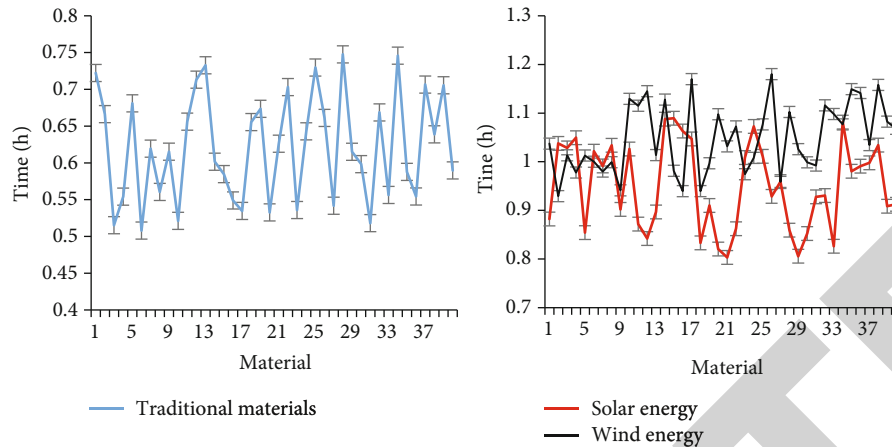 0.8
0.75
0.7
0.65
0.6
0.55
0.5
0.45
0.4
Time (h)
1 5 9 13 17 21 25 28 33 37
Material
Traditional materials
1.3
1.2
1.1
1
0.9
0.8
0.7
Tine (h)
1 5 9 13 17 21 25 29 33 37
Material
Solar energy
Wind energy